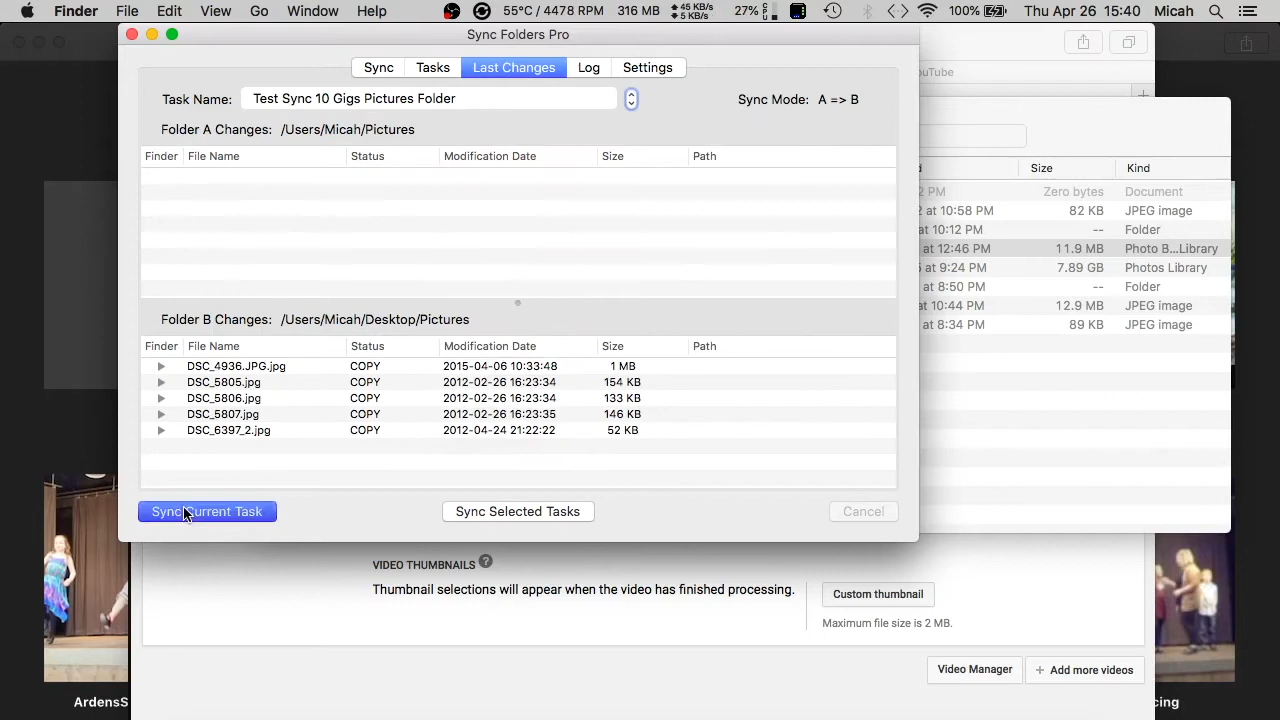 Finder File Edit View Go Window Help 55°C / 4478 RPM 316 MB 45 KB/s 5 KB/s 27% 100% Thu Apr 26 15:40 Micah
Sync Folders Pro
Sync Tasks Last Changes Log Settings
Task Name: Test Sync 10 Gigs Pictures Folder Sync Mode: A => B
Folder A Changes: /Users/Micah/Pictures
Finder File Name Status Modification Date Size Path
Folder B Changes: /Users/Micah/Desktop/Pictures
Finder File Name Status Modification Date Size Path
DSC_4936.JPG.jpg COPY 2015-04-06 10:33:48 1 MB
DSC_5805.jpg COPY 2012-02-26 16:23:34 154 KB
DSC_5806.jpg COPY 2012-02-26 16:23:34 133 KB
DSC_5807.jpg COPY 2012-02-26 16:23:35 146 KB
DSC_6397_2.jpg COPY 2012-04-24 21:22:22 52 KB
Sync Current Task Sync Selected Tasks Cancel
ouTube
d Size Kind
2 PM Zero bytes Document
2 at 10:58 PM 82 KB JPEG image
at 10:12 PM -- Folder
at 12:46 PM 11.9 MB Photo B...Library
5 at 9:24 PM 7.89 GB Photos Library
at 8:50 PM -- Folder
at 10:44 PM 12.9 MB JPEG image
at 8:34 PM 89 KB JPEG image
VIDEO THUMBNAILS ?
Thumbnail selections will appear when the video has finished processing. Custom thumbnail
Maximum file size is 2 MB.
Video Manager + Add more videos
ArdensS cing